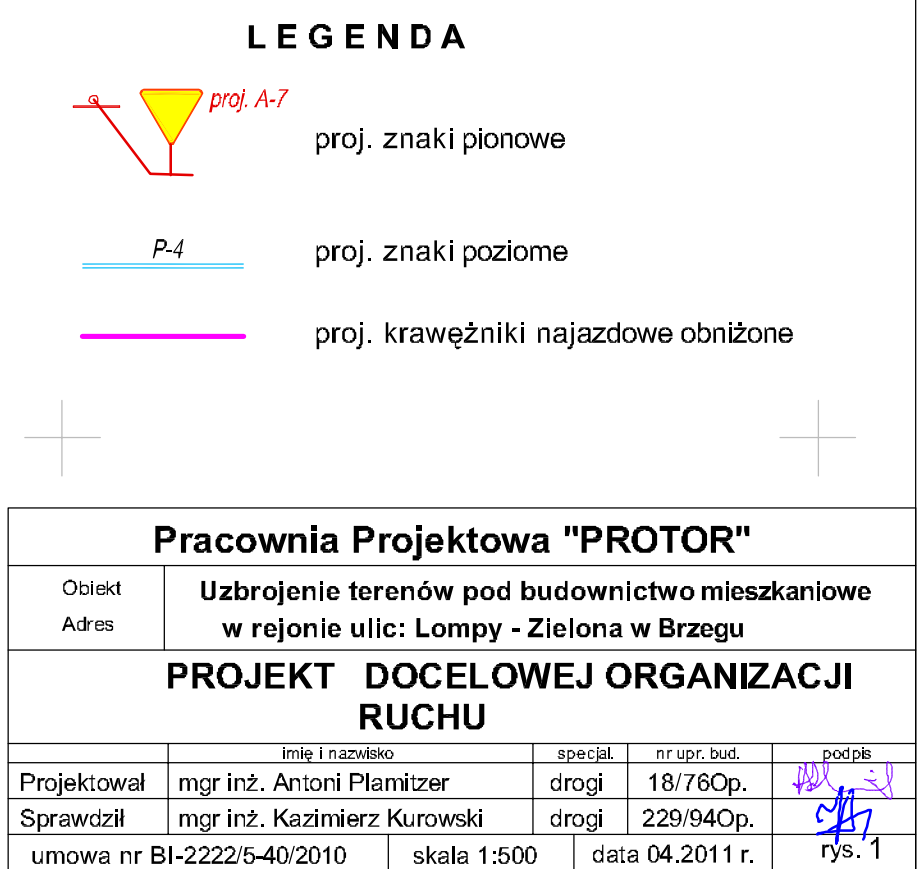 LEGENDA
proj. A-7
proj. znaki pionowe
P-4
proj. znaki poziome
proj. krawężniki najazdowe obniżone
Pracownia Projektowa "PROTOR"
Obiekt
Adres
Uzbrojenie terenów pod budownictwo mieszkaniowe
w rejonie ulic: Lompy - Zielona w Brzegu
PROJEKT DOCELOWEJ ORGANIZACJI
RUCHU
imię i nazwisko specjal. nr upr. bud. podpis
Projektował mgr inż. Antoni Plamitzer drogi 18/76Op.
Sprawdził mgr inż. Kazimierz Kurowski drogi 229/94Op.
umowa nr BI-2222/5-40/2010 skala 1:500 data 04.2011 r. rys. 1